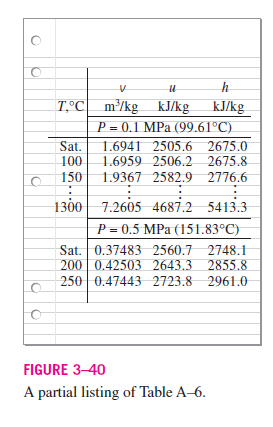 v u h
T,°C m³/kg kJ/kg kJ/kg
P = 0.1 MPa (99.61°C)
Sat. 1.6941 2505.6 2675.0
100 1.6959 2506.2 2675.8
150 1.9367 2582.9 2776.6
⋮ ⋮ ⋮ ⋮
1300 7.2605 4687.2 5413.3
P = 0.5 MPa (151.83°C)
Sat. 0.37483 2560.7 2748.1
200 0.42503 2643.3 2855.8
250 0.47443 2723.8 2961.0
FIGURE 3–40
A partial listing of Table A–6.